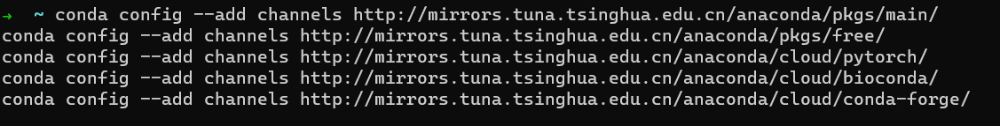 → ~ conda config --add channels http://mirrors.tuna.tsinghua.edu.cn/anaconda/pkgs/main/
conda config --add channels http://mirrors.tuna.tsinghua.edu.cn/anaconda/pkgs/free/
conda config --add channels http://mirrors.tuna.tsinghua.edu.cn/anaconda/cloud/pytorch/
conda config --add channels http://mirrors.tuna.tsinghua.edu.cn/anaconda/cloud/bioconda/
conda config --add channels http://mirrors.tuna.tsinghua.edu.cn/anaconda/cloud/conda-forge/